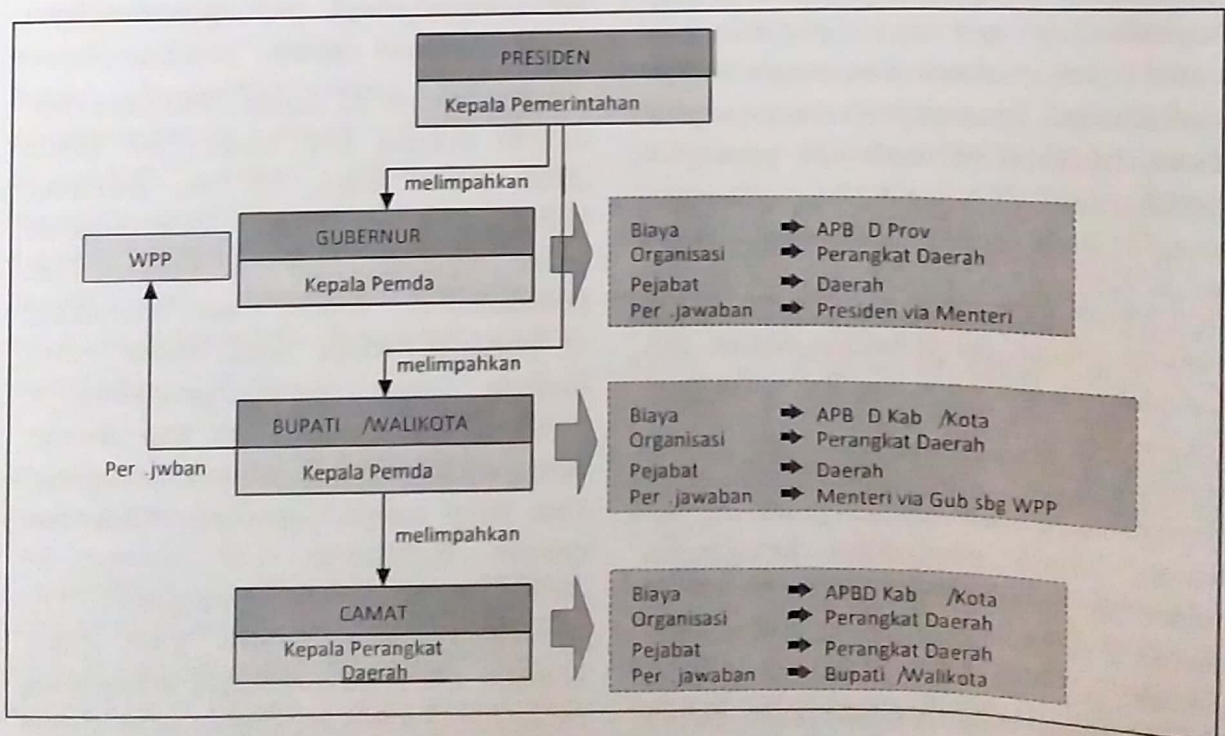 PRESIDEN
Kepala Pemerintahan
melimpahkan
WPP
GUBERNUR
Kepala Pemda
Biaya ➡ APB D Prov
Organisasi ➡ Perangkat Daerah
Pejabat ➡ Daerah
Per .jawaban ➡ Presiden via Menteri
melimpahkan
BUPATI /WALIKOTA
Kepala Pemda
Per .jwban
Biaya ➡ APB D Kab /Kota
Organisasi ➡ Perangkat Daerah
Pejabat ➡ Daerah
Per .jawaban ➡ Menteri via Gub sbg WPP
melimpahkan
CAMAT
Kepala Perangkat
Daerah
Biaya ➡ APBD Kab /Kota
Organisasi ➡ Perangkat Daerah
Pejabat ➡ Perangkat Daerah
Per .jawaban ➡ Bupati /Walikota